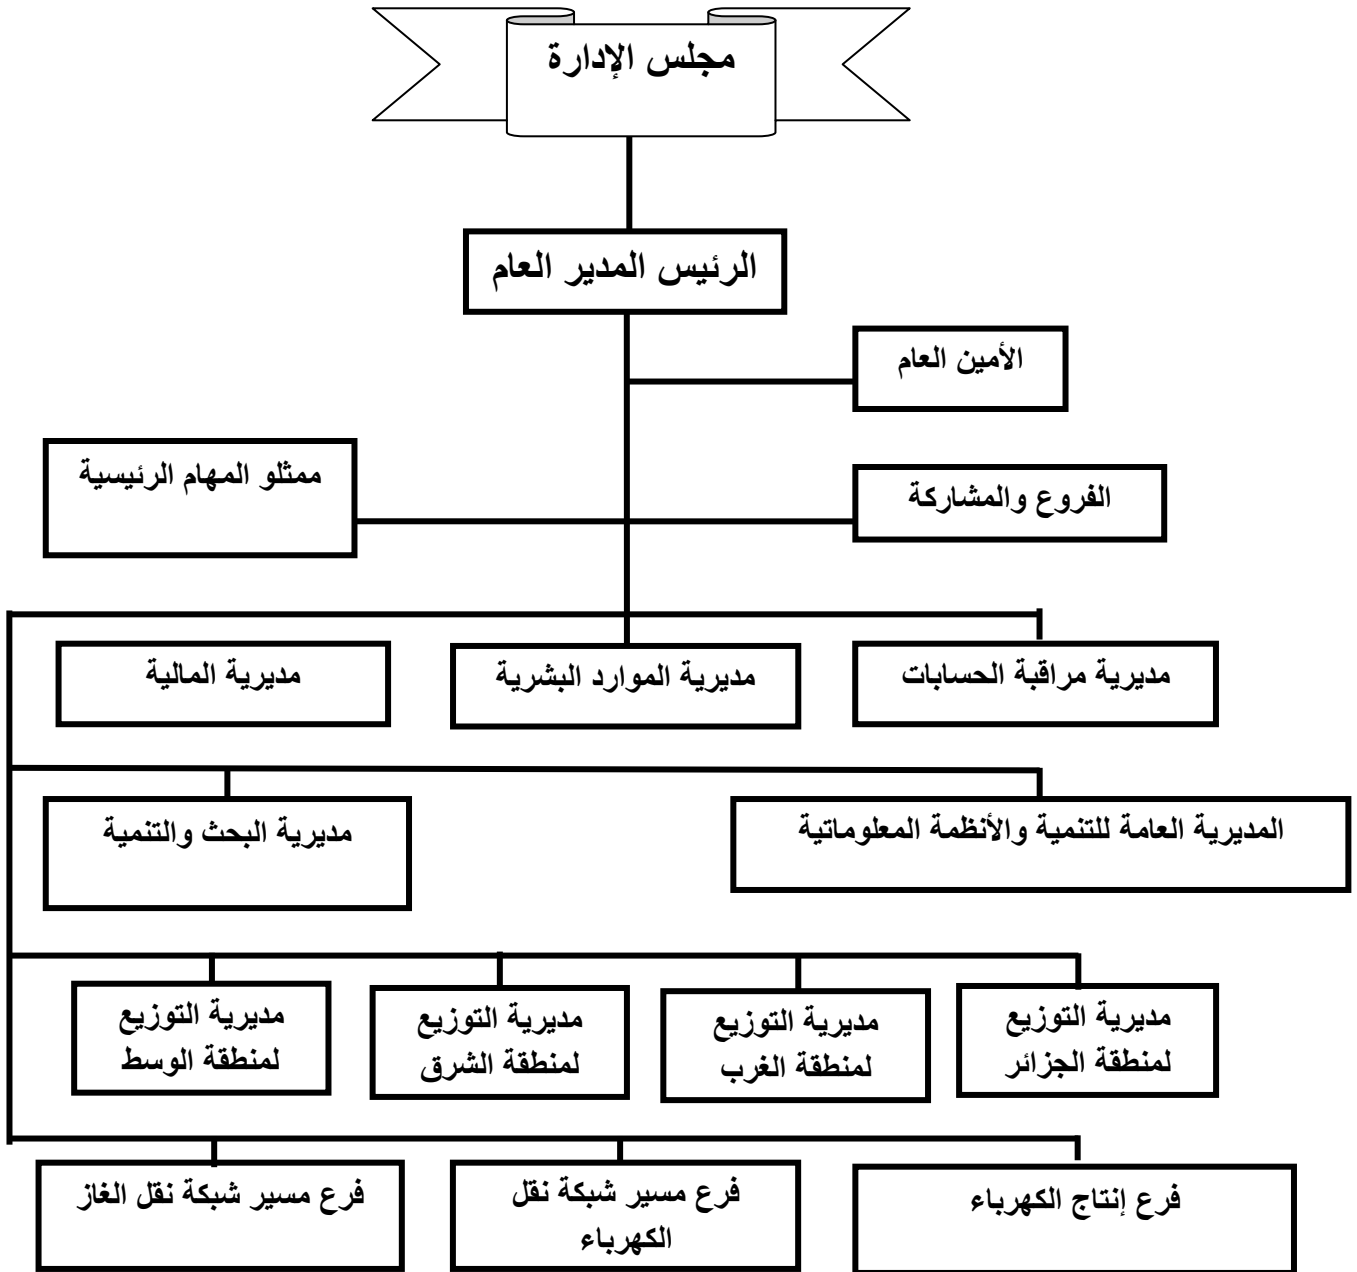 مجلس الإدارة
الرئيس المدير العام
الأمين العام
الفروع والمشاركة
ممثلو المهام الرئيسية
مديرية مراقبة الحسابات
مديرية الموارد البشرية
مديرية المالية
المديرية العامة للتنمية والأنظمة المعلوماتية
مديرية البحث والتنمية
مديرية التوزيع
لمنطقة الجزائر
مديرية التوزيع
لمنطقة الغرب
مديرية التوزيع
لمنطقة الشرق
مديرية التوزيع
لمنطقة الوسط
فرع إنتاج الكهرباء
فرع مسير شبكة نقل
الكهرباء
فرع مسير شبكة نقل الغاز